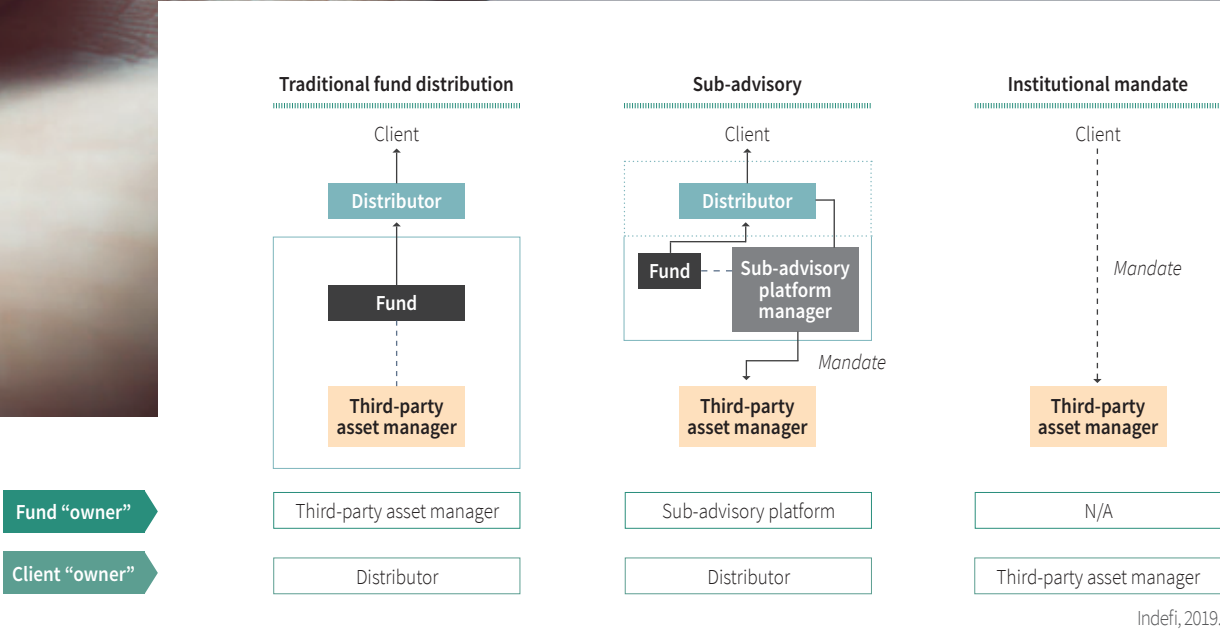 Traditional fund distribution
Client
Distributor
Fund
Third-party
asset manager
Sub-advisory
Client
Distributor
Fund
Sub-advisory
platform
manager
Mandate
Third-party
asset manager
Institutional mandate
Client
Mandate
Third-party
asset manager
Fund “owner”
Third-party asset manager
Sub-advisory platform
N/A
Client “owner”
Distributor
Distributor
Third-party asset manager
Indefi, 2019.